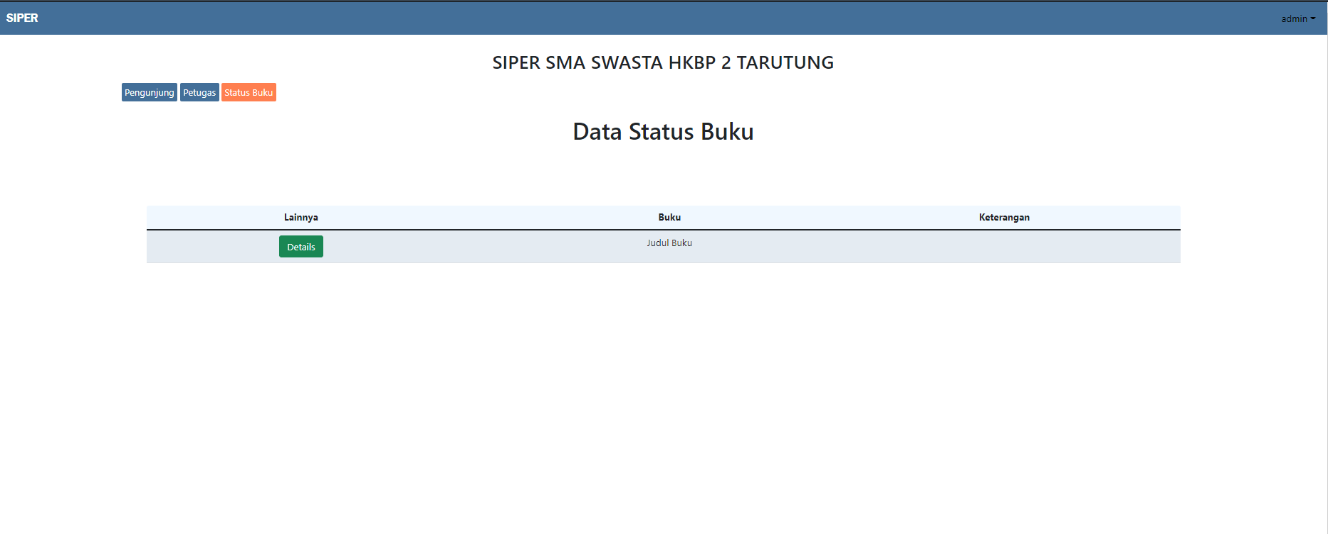 SIPER admin
SIPER SMA SWASTA HKBP 2 TARUTUNG
Pengunjung Petugas Status Buku
Data Status Buku
Lainnya Buku Keterangan
Details Judul Buku